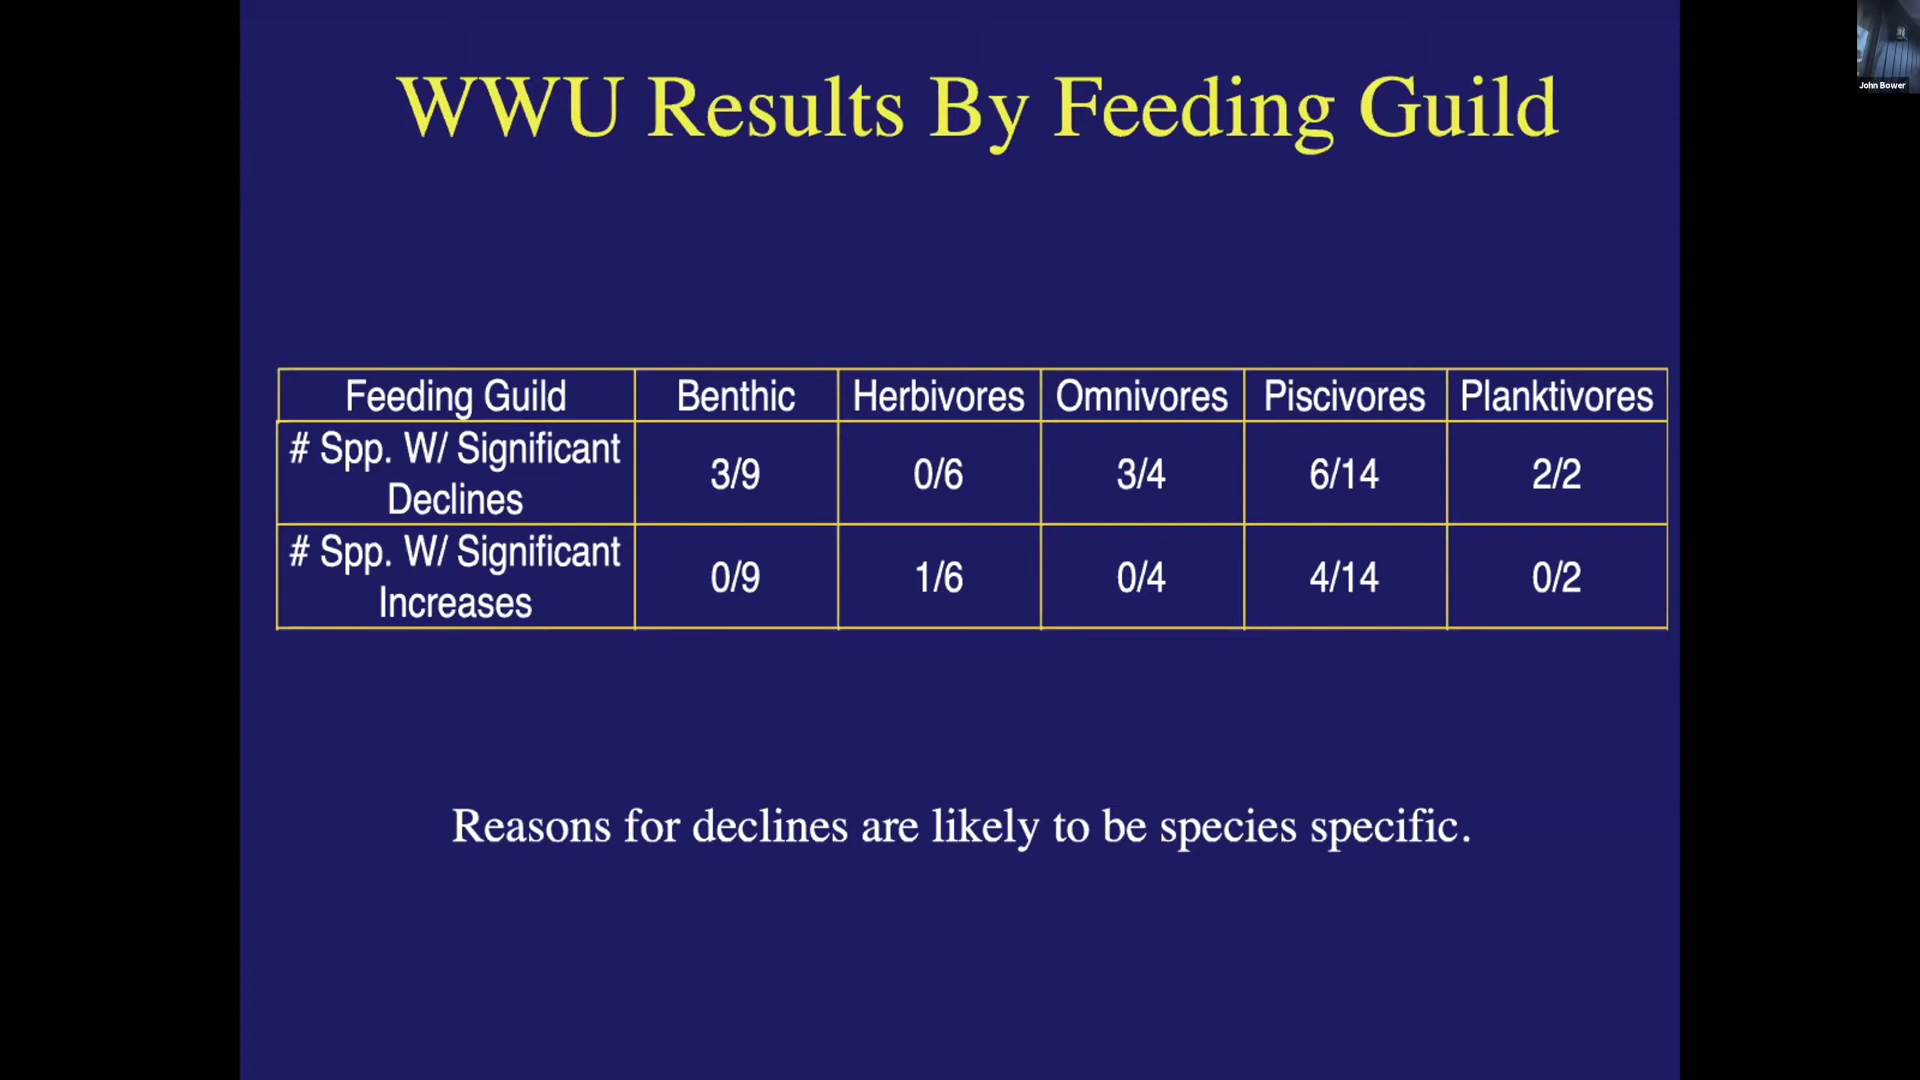 John Bower
WWU Results By Feeding Guild
Feeding Guild Benthic Herbivores Omnivores Piscivores Planktivores
# Spp. W/ Significant
Declines
3/9 0/6 3/4 6/14 2/2
# Spp. W/ Significant
Increases
0/9 1/6 0/4 4/14 0/2
Reasons for declines are likely to be species specific.